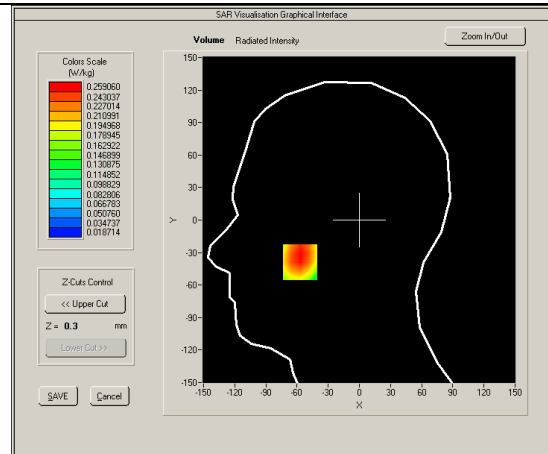 SAR Visualisation Graphical Interface
Volume Radiated Intensity
Zoom In/Out
Colors Scale
(W/kg)
0.259060
0.243037
0.227014
0.210991
0.194968
0.178945
0.162922
0.146899
0.130875
0.114852
0.098829
0.082806
0.066783
0.050760
0.034737
0.018714
Z-Cuts Control
<< Upper Cut
Z = 0.3 mm
Lower Cut >>
SAVE Cancel
150
120
90
60
30
0
-30
-60
-90
-120
-150
Y
-150 -120 -90 -60 -30 0 30 60 90 120 150
X